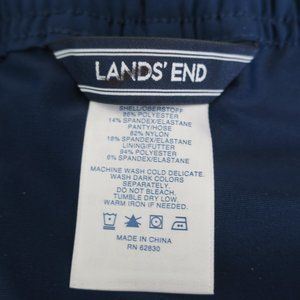 LANDS' END
SHELL/OBERSTOFF
86% POLYESTER
14% SPANDEX/ELASTANE
PANTY/HOSE
82% NYLON
18% SPANDEX/ELASTANE
LINING/FUTTER
94% POLYESTER
6% SPANDEX/ELASTANE
MACHINE WASH COLD DELICATE.
WASH DARK COLORS
SEPARATELY.
DO NOT BLEACH.
TUMBLE DRY LOW.
WARM IRON IF NEEDED.
MADE IN CHINA
RN 62830